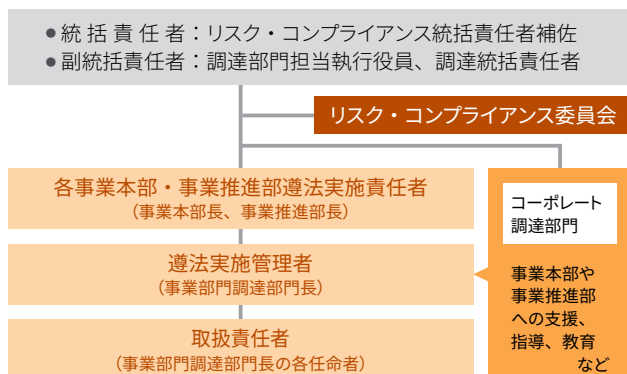 ●統括責任者：リスク・コンプライアンス統括責任者補佐
●副統括責任者：調達部門担当執行役員、調達統括責任者
リスク・コンプライアンス委員会
各事業本部・事業推進部遵法実施責任者
（事業本部長、事業推進部長）
遵法実施管理者
（事業部門調達部門長）
取扱責任者
（事業部門調達部門長の各任命者）
コーポレート
調達部門
事業本部や
事業推進部
への支援、
指導、教育
など